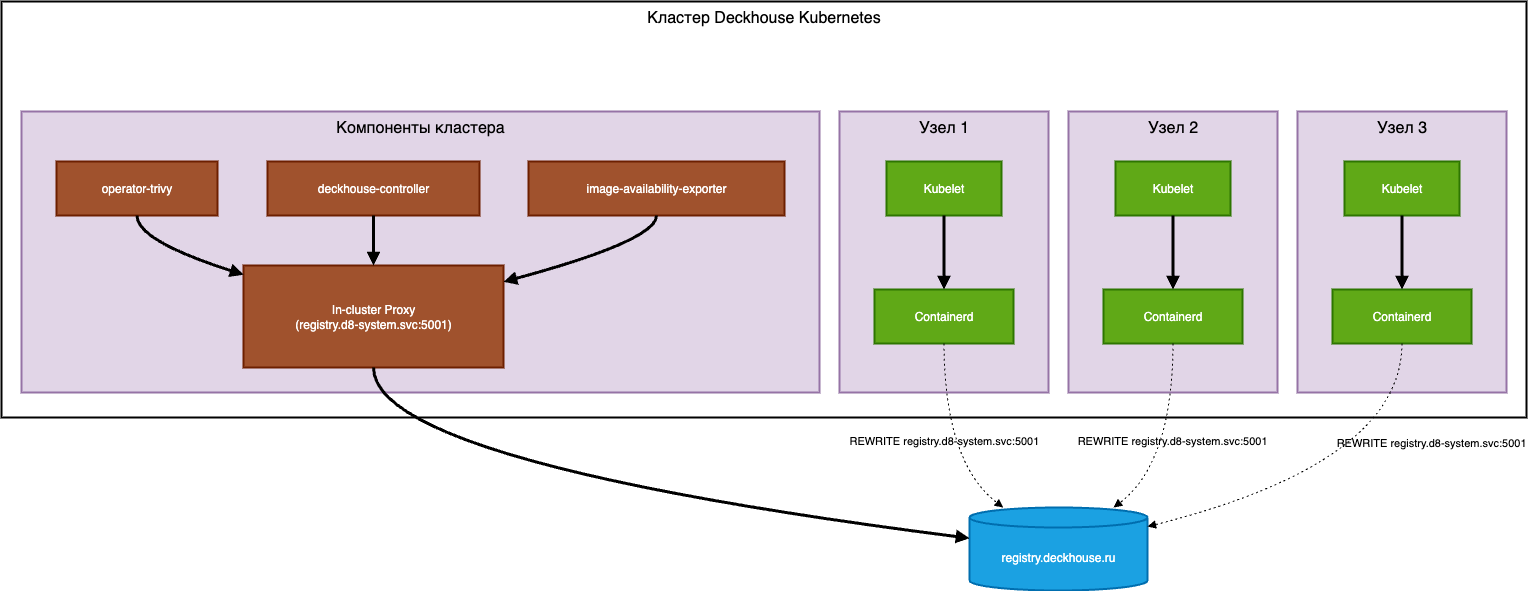 Кластер Deckhouse Kubernetes
Компоненты кластера
operator-trivy
deckhouse-controller
image-availability-exporter
In-cluster Proxy
(registry.d8-system.svc:5001)
Узел 1
Kubelet
Containerd
Узел 2
Kubelet
Containerd
Узел 3
Kubelet
Containerd
REWRITE registry.d8-system.svc:5001
REWRITE registry.d8-system.svc:5001
REWRITE registry.d8-system.svc:5001
registry.deckhouse.ru